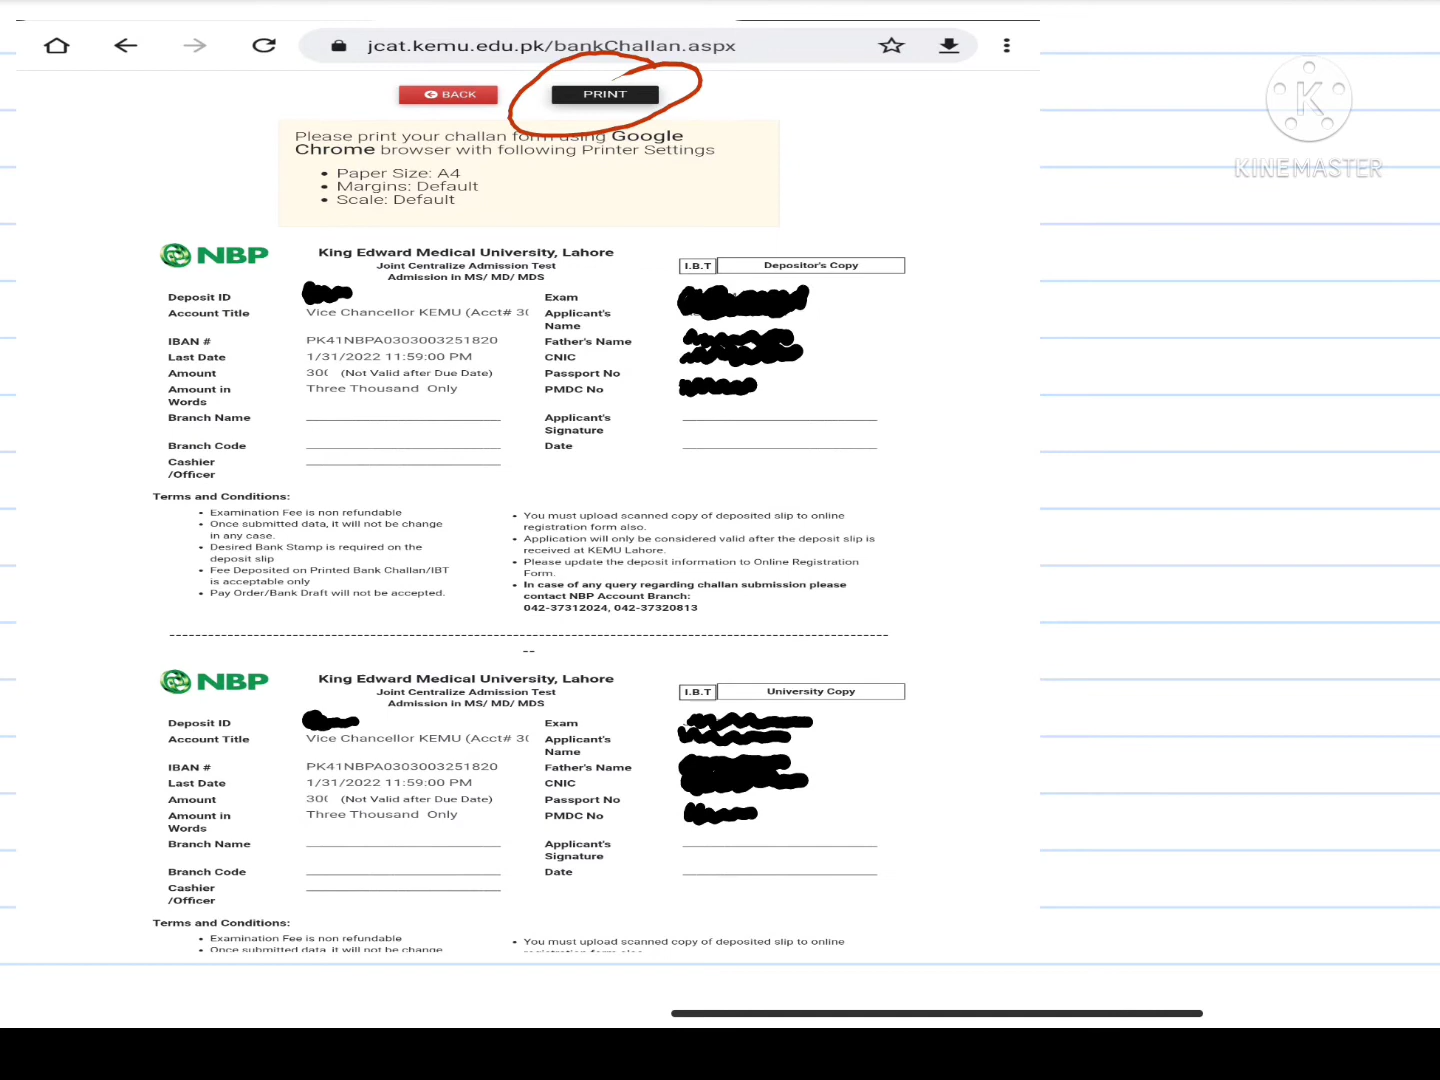 jcat.kemu.edu.pk/bankChallan.aspx
BACK
PRINT
K
KINEMASTER
Please print your challan form using Google
Chrome browser with following Printer Settings
• Paper Size: A4
• Margins: Default
• Scale: Default
NBP
King Edward Medical University, Lahore
Joint Centralize Admission Test
Admission in MS/ MD/ MDS
I.B.T Depositor's Copy
Deposit ID
Exam
Account Title Vice Chancellor KEMU (Acct# 30
Applicant's
Name
IBAN # PK41NBPA0303003251820
Father's Name
Last Date 1/31/2022 11:59:00 PM
CNIC
Amount 300 (Not Valid after Due Date)
Passport No
Amount in
Words
Three Thousand Only
PMDC No
Branch Name
Applicant's
Signature
Branch Code
Date
Cashier
/Officer
Terms and Conditions:
• Examination Fee is non refundable
• Once submitted data, it will not be change
in any case.
• Desired Bank Stamp is required on the
deposit slip
• Fee Deposited on Printed Bank Challan/IBT
is acceptable only
• Pay Order/Bank Draft will not be accepted.
• You must upload scanned copy of deposited slip to online
registration form also.
• Application will only be considered valid after the deposit slip is
received at KEMU Lahore.
• Please update the deposit information to Online Registration
Form.
• In case of any query regarding challan submission please
contact NBP Account Branch:
042-37312024, 042-37320813
NBP
King Edward Medical University, Lahore
Joint Centralize Admission Test
Admission in MS/ MD/ MDS
I.B.T University Copy
Deposit ID
Exam
Account Title Vice Chancellor KEMU (Acct# 30
Applicant's
Name
IBAN # PK41NBPA0303003251820
Father's Name
Last Date 1/31/2022 11:59:00 PM
CNIC
Amount 300 (Not Valid after Due Date)
Passport No
Amount in
Words
Three Thousand Only
PMDC No
Branch Name
Applicant's
Signature
Branch Code
Date
Cashier
/Officer
Terms and Conditions:
• Examination Fee is non refundable
• Once submitted data, it will not be change
• You must upload scanned copy of deposited slip to online
registration form also.